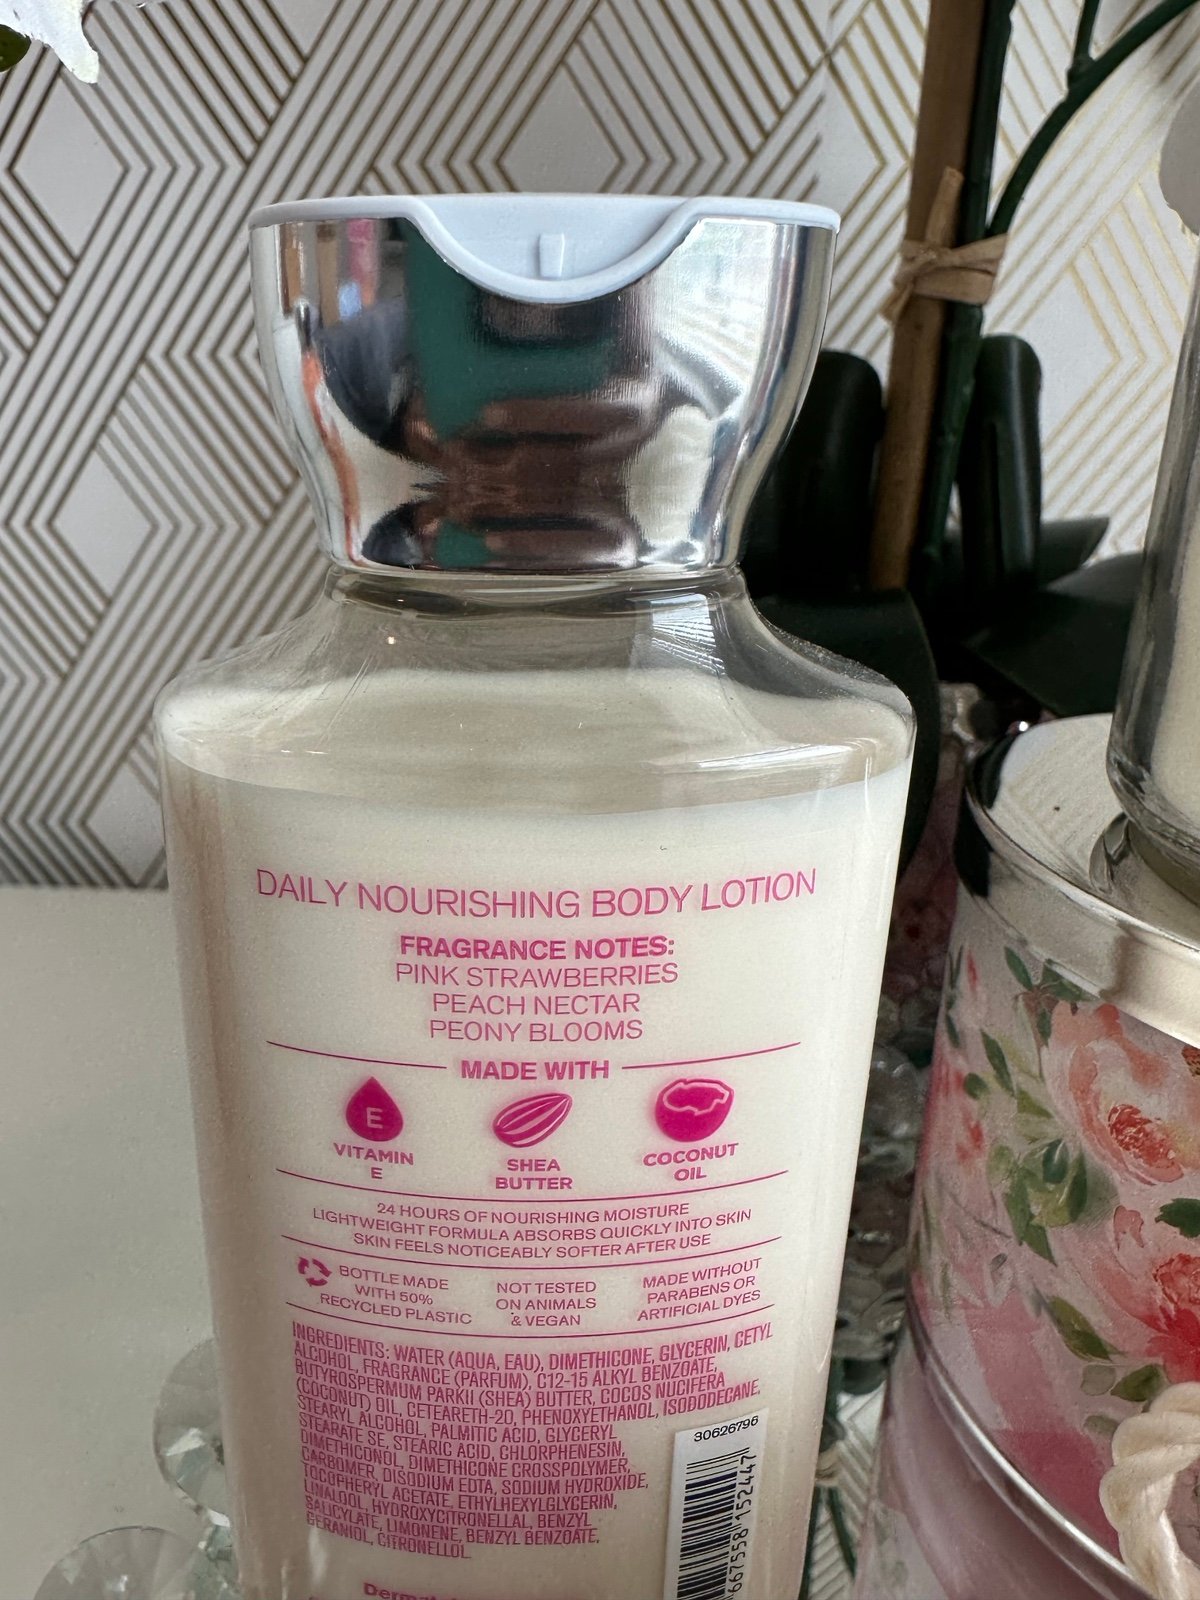 DAILY NOURISHING BODY LOTION
FRAGRANCE NOTES:
PINK STRAWBERRIES
PEACH NECTAR
PEONY BLOOMS
MADE WITH
E
VITAMIN
E
SHEA
BUTTER
COCONUT
OIL
24 HOURS OF NOURISHING MOISTURE
LIGHTWEIGHT FORMULA ABSORBS QUICKLY INTO SKIN
SKIN FEELS NOTICEABLY SOFTER AFTER USE
BOTTLE MADE
WITH 50%
RECYCLED PLASTIC
NOT TESTED
ON ANIMALS
& VEGAN
MADE WITHOUT
PARABENS OR
ARTIFICIAL DYES
INGREDIENTS: WATER (AQUA, EAU), DIMETHICONE, GLYCERIN, CETYL
ALCOHOL, FRAGRANCE (PARFUM), C12-15 ALKYL BENZOATE,
BUTYROSPERMUM PARKII (SHEA) BUTTER, COCOS NUCIFERA
(COCONUT) OIL, CETEARETH-20, PHENOXYETHANOL, ISODODECANE,
STEARYL ALCOHOL, PALMITIC ACID, GLYCERYL
STEARATE SE, STEARIC ACID, CHLORPHENESIN,
DIMETHICONOL, DIMETHICONE CROSSPOLYMER,
CARBOMER, DISODIUM EDTA, SODIUM HYDROXIDE,
TOCOPHERYL ACETATE, ETHYLHEXYLGLYCERIN,
LINALOOL, HYDROXYCITRONELLAL, BENZYL
SALICYLATE, LIMONENE, BENZYL BENZOATE,
GERANIOL, CITRONELLOL
30626796
667558 152447